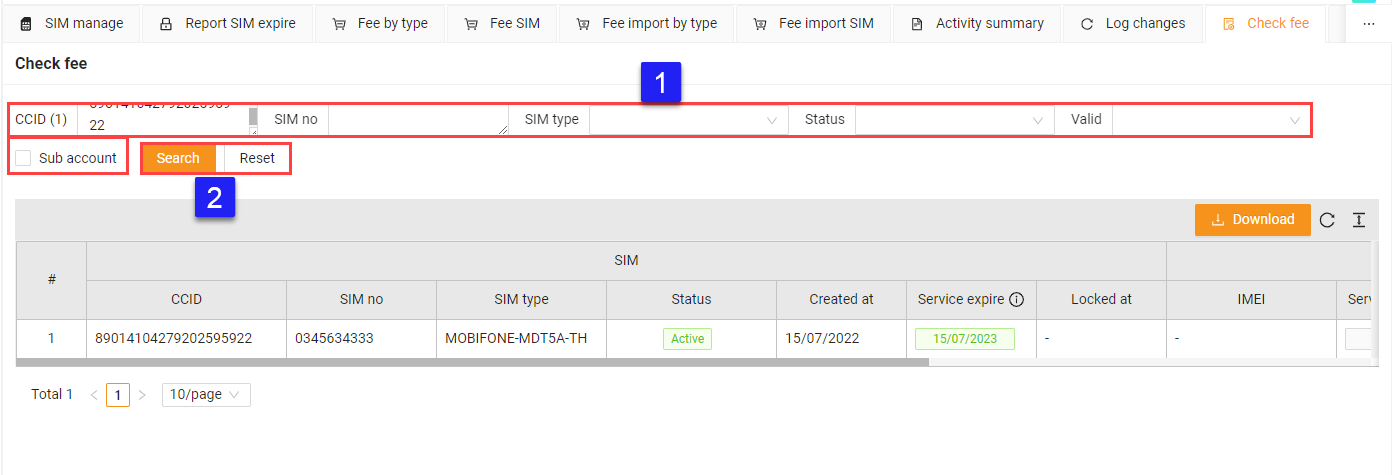 SIM manage Report SIM expire Fee by type Fee SIM Fee import by type Fee import SIM Activity summary Log changes Check fee ...
Check fee
1
CCID (1) 22 SIM no SIM type Status Valid
Sub account Search Reset
2
Download
# SIM
CCID SIM no SIM type Status Created at Service expire Locked at IMEI Serv
1 89014104279202595922 0345634333 MOBIFONE-MDT5A-TH Active 15/07/2022 15/07/2023 - -
Total 1 < 1 > 10/page